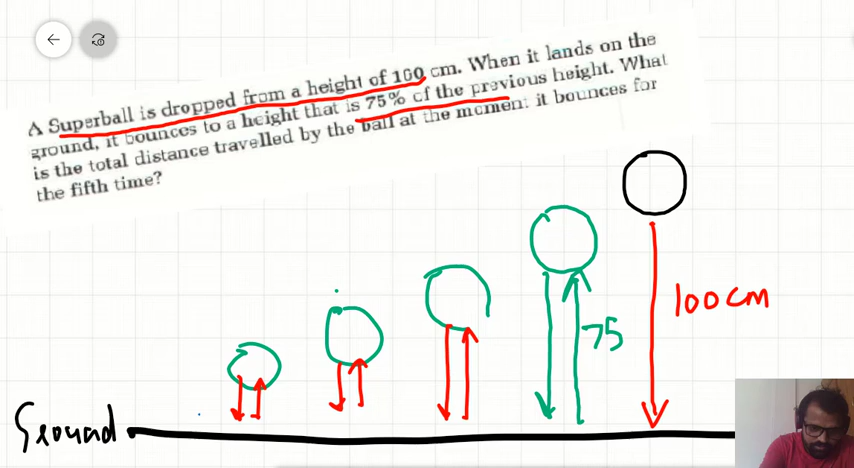 A Superball is dropped from a height of 100 cm. When it lands on the
ground, it bounces to a height that is 75% of the previous height. What
is the total distance travelled by the ball at the moment it bounces for
the fifth time?
100cm
75
Ground